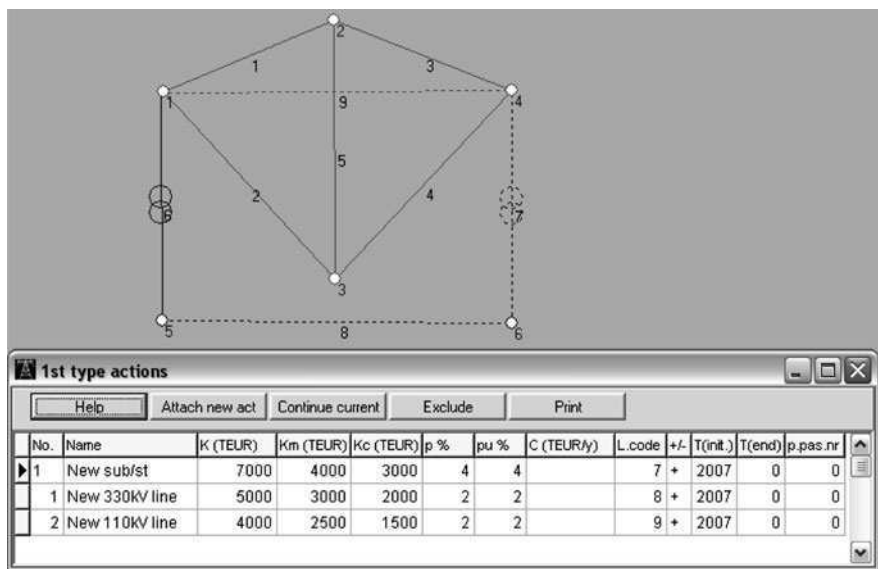 2
1
3
1
9
4
5
2
4
6
7
3
5
8
6
1st type actions
Help Attach new act Continue current Exclude Print
No. Name K (TEUR) Km (TEUR) Kc (TEUR) p % pu % C (TEUR/y) L.code +/- T(init.) T(end) p.pas.nr
1 New sub/st 7000 4000 3000 4 4 7 + 2007 0 0
1 New 330kV line 5000 3000 2000 2 2 8 + 2007 0 0
2 New 110kV line 4000 2500 1500 2 2 9 + 2007 0 0